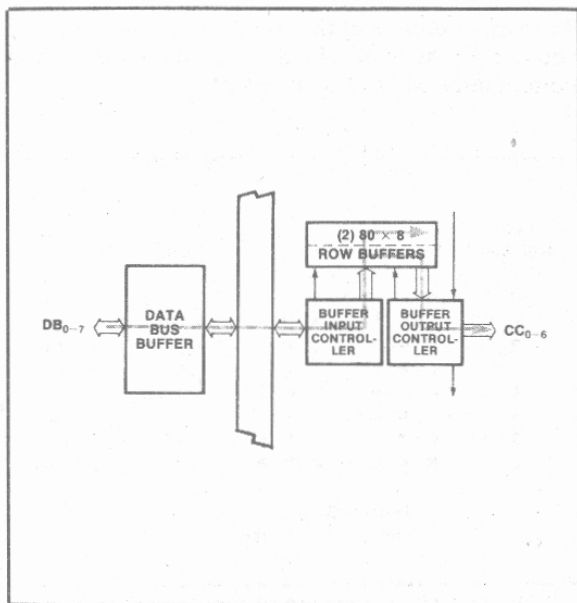 (2) 80 × 8
ROW BUFFERS
DATA
BUS
BUFFER
BUFFER
INPUT
CONTROL-
LER
BUFFER
OUTPUT
CONTROL-
LER
DB₀₋₇
CC₀₋₆